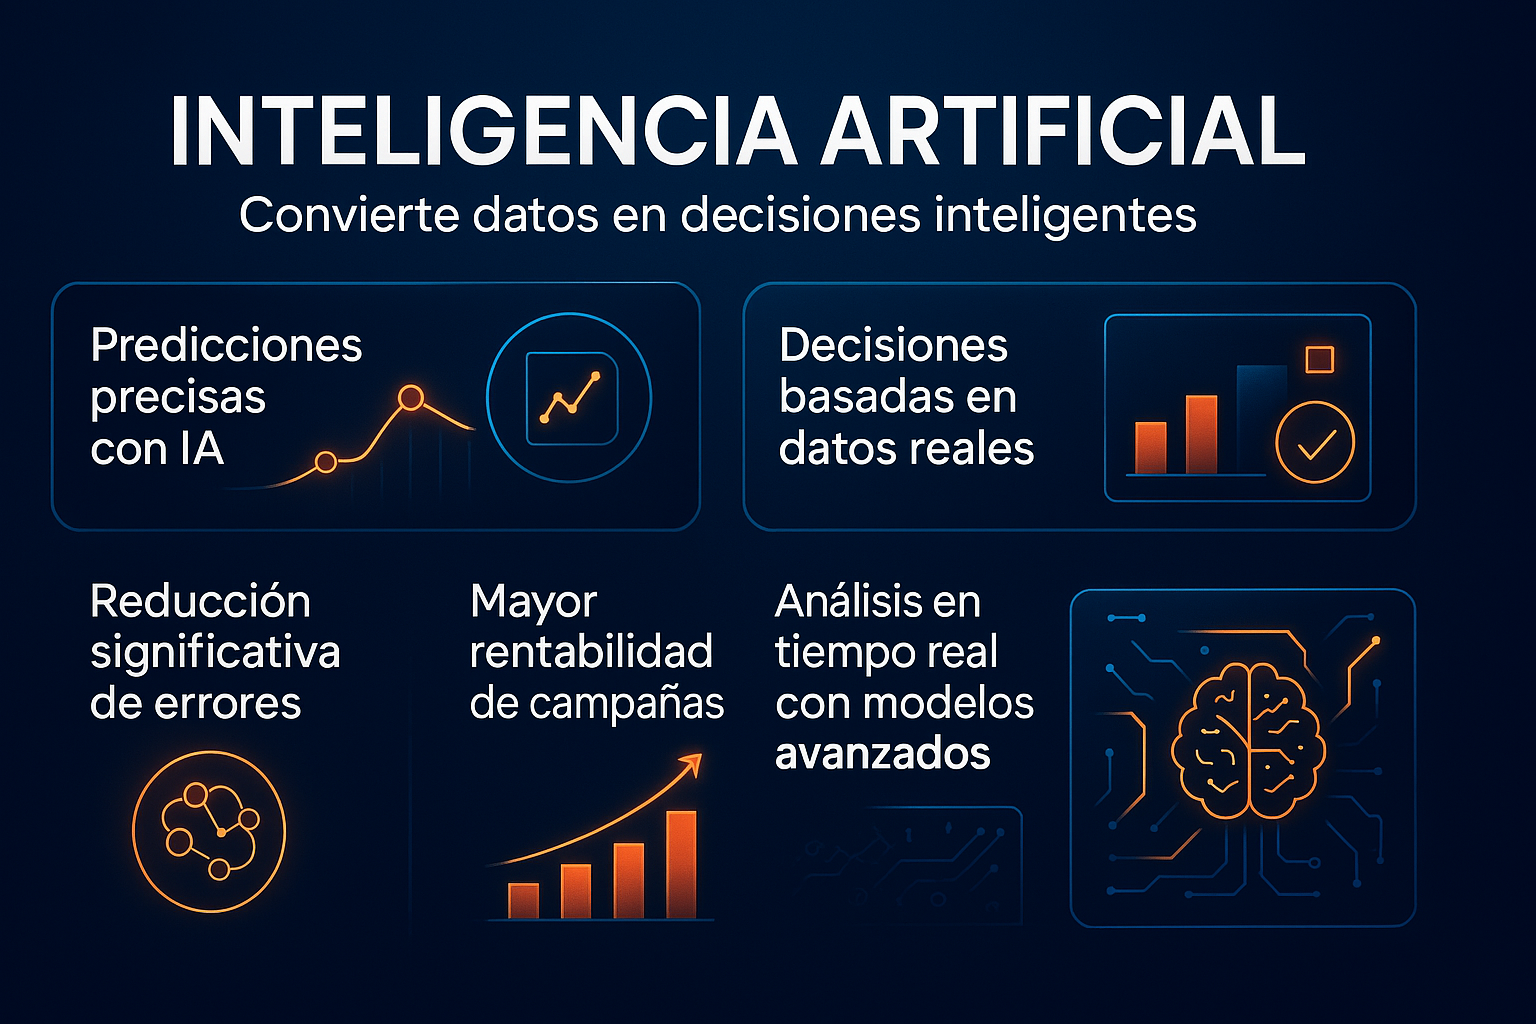 INTELIGENCIA ARTIFICIAL
Convierte datos en decisiones inteligentes
Predicciones
precisas
con IA
Decisiones
basadas en
datos reales
Reducción
significativa
de errores
Mayor
rentabilidad
de campañas
Análisis en
tiempo real
con modelos
avanzados